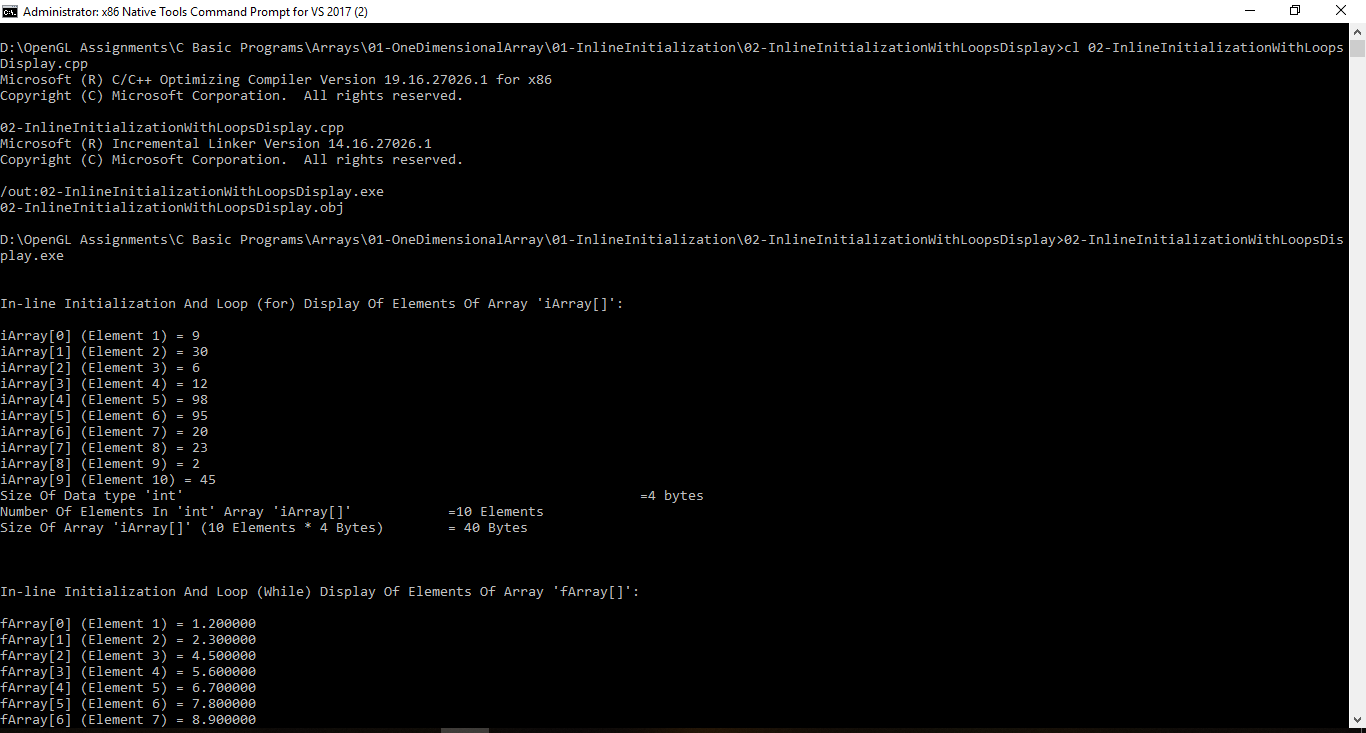 Administrator: x86 Native Tools Command Prompt for VS 2017 (2)
D:\OpenGL Assignments\C Basic Programs\Arrays\01-OneDimensionalArray\01-InlineInitialization\02-InlineInitializationWithLoopsDisplay>cl 02-InlineInitializationWithLoops
Display.cpp
Microsoft (R) C/C++ Optimizing Compiler Version 19.16.27026.1 for x86
Copyright (C) Microsoft Corporation.  All rights reserved.
02-InlineInitializationWithLoopsDisplay.cpp
Microsoft (R) Incremental Linker Version 14.16.27026.1
Copyright (C) Microsoft Corporation.  All rights reserved.
/out:02-InlineInitializationWithLoopsDisplay.exe
02-InlineInitializationWithLoopsDisplay.obj
D:\OpenGL Assignments\C Basic Programs\Arrays\01-OneDimensionalArray\01-InlineInitialization\02-InlineInitializationWithLoopsDisplay>02-InlineInitializationWithLoopsDis
play.exe
In-line Initialization And Loop (for) Display Of Elements Of Array 'iArray[]':
iArray[0] (Element 1) = 9
iArray[1] (Element 2) = 30
iArray[2] (Element 3) = 6
iArray[3] (Element 4) = 12
iArray[4] (Element 5) = 98
iArray[5] (Element 6) = 95
iArray[6] (Element 7) = 20
iArray[7] (Element 8) = 23
iArray[8] (Element 9) = 2
iArray[9] (Element 10) = 45
Size Of Data type 'int' =4 bytes
Number Of Elements In 'int' Array 'iArray[]' =10 Elements
Size Of Array 'iArray[]' (10 Elements * 4 Bytes) = 40 Bytes
In-line Initialization And Loop (While) Display Of Elements Of Array 'fArray[]':
fArray[0] (Element 1) = 1.200000
fArray[1] (Element 2) = 2.300000
fArray[2] (Element 3) = 4.500000
fArray[3] (Element 4) = 5.600000
fArray[4] (Element 5) = 6.700000
fArray[5] (Element 6) = 7.800000
fArray[6] (Element 7) = 8.900000